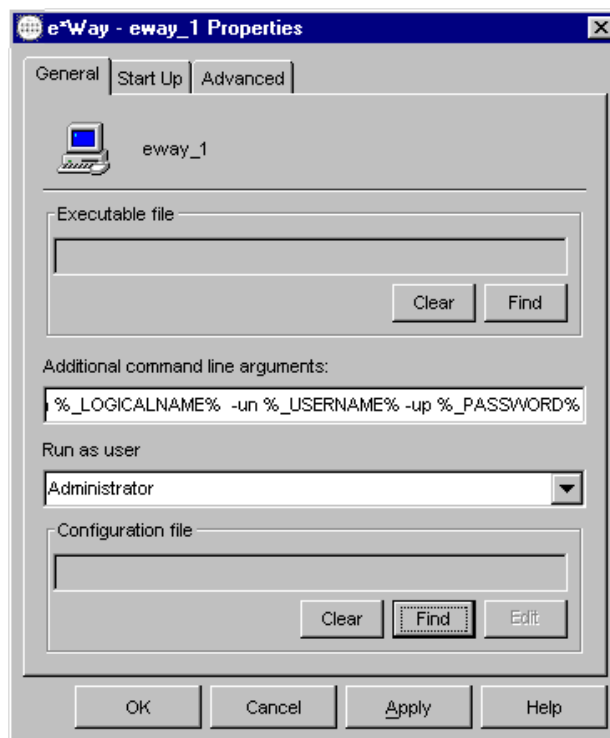 e*Way - eway_1 Properties
General Start Up Advanced
eway_1
Executable file
Clear Find
Additional command line arguments:
%_LOGICALNAME% -un %_USERNAME% -up %_PASSWORD%
Run as user
Administrator
Configuration file
Clear Find Edit
OK Cancel Apply Help